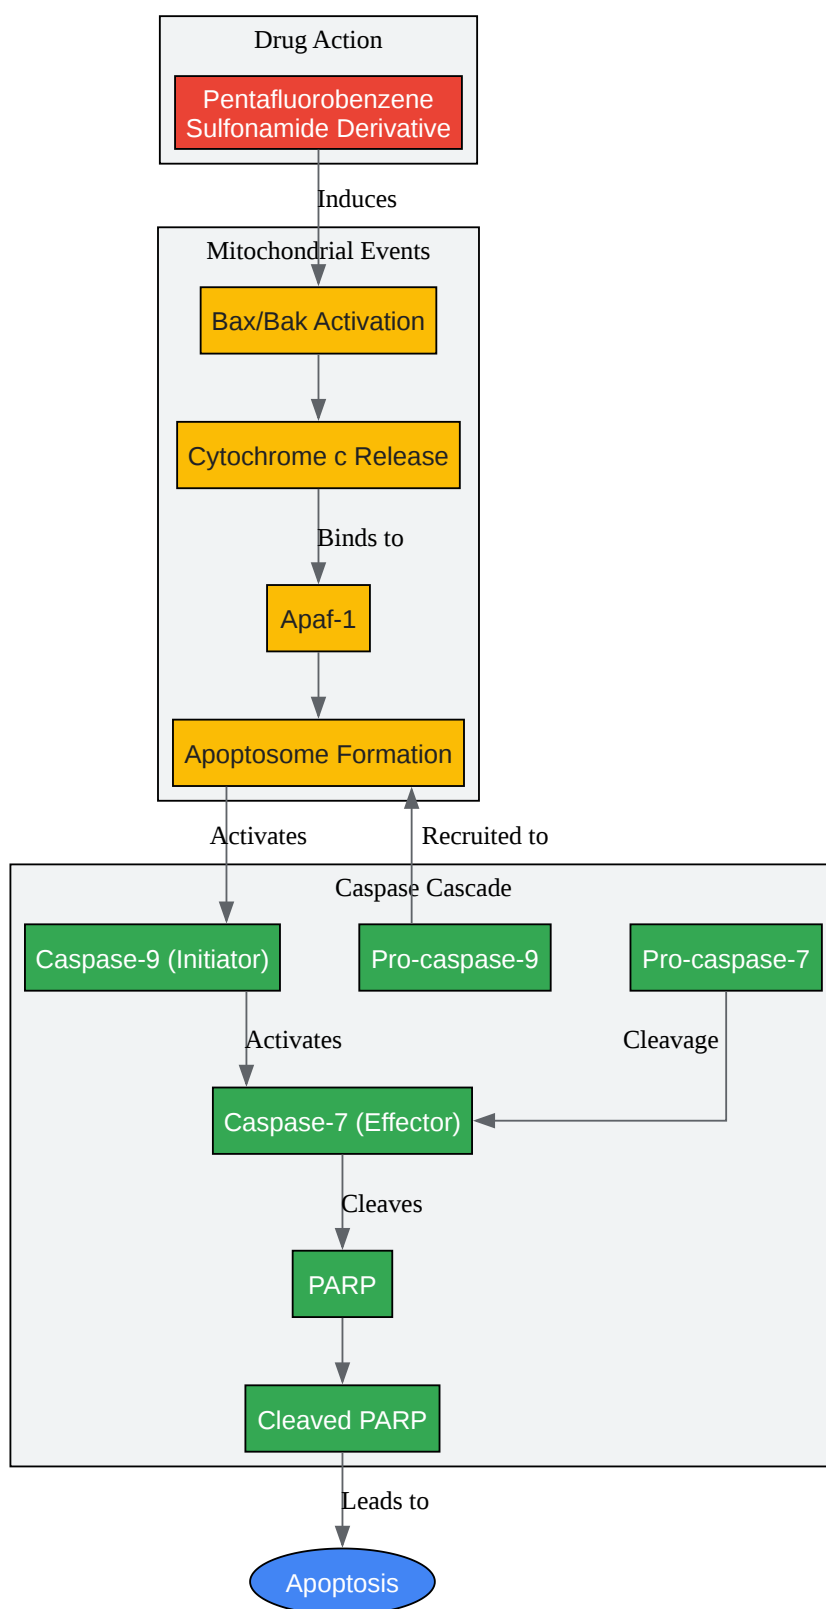 Drug Action
Pentafluorobenzene
Sulfonamide Derivative
Induces
Mitochondrial Events
Bax/Bak Activation
Cytochrome c Release
Binds to
Apaf-1
Apoptosome Formation
Activates
Recruited to
Caspase Cascade
Caspase-9 (Initiator)
Pro-caspase-9
Pro-caspase-7
Activates
Cleavage
Caspase-7 (Effector)
Cleaves
PARP
Cleaved PARP
Leads to
Apoptosis